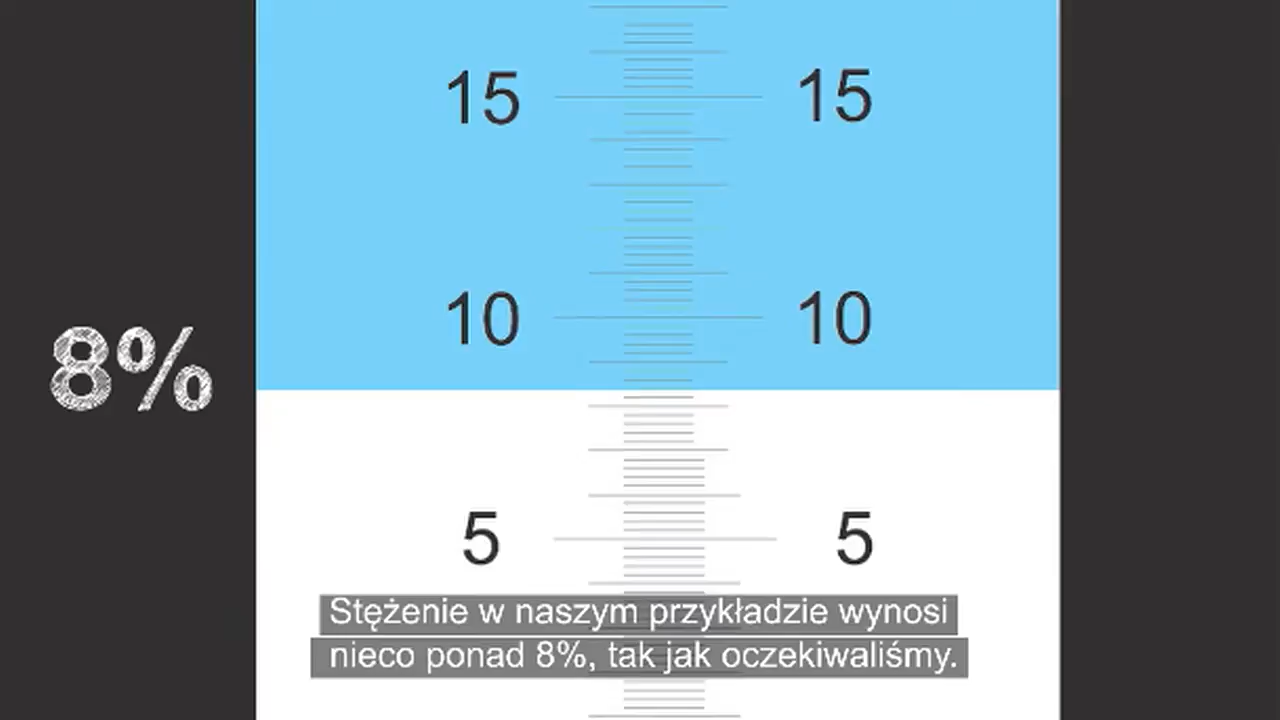 15 15
10 10
8%
5 5
Stężenie w naszym przykładzie wynosi
nieco ponad 8%, tak jak oczekiwaliśmy.